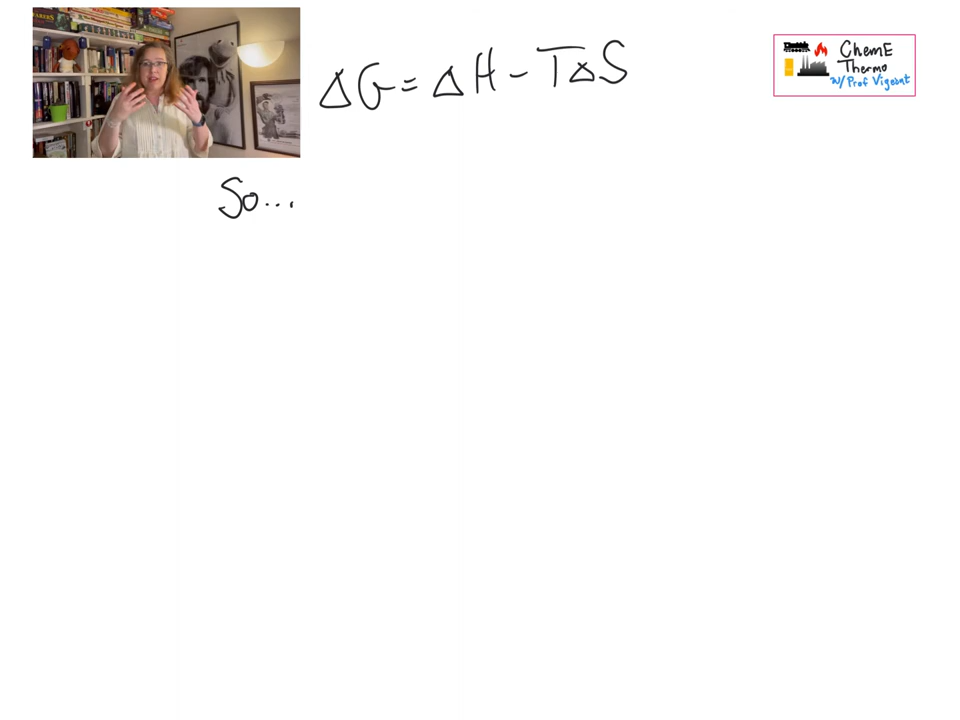 ΔG = ΔH - TΔS
ChemE
Thermo
w/ Prof Vigeant
So...